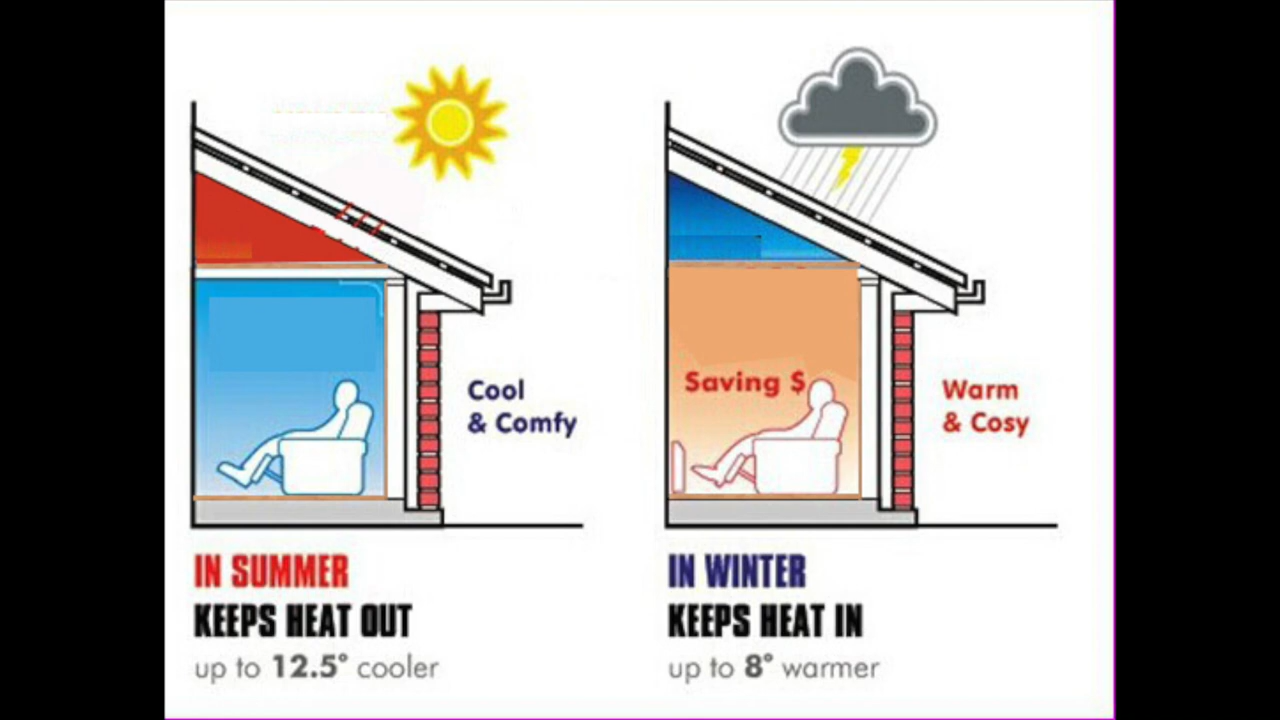 Cool
& Comfy
Saving $
Warm
& Cosy
IN SUMMER
KEEPS HEAT OUT
up to 12.5° cooler
IN WINTER
KEEPS HEAT IN
up to 8° warmer